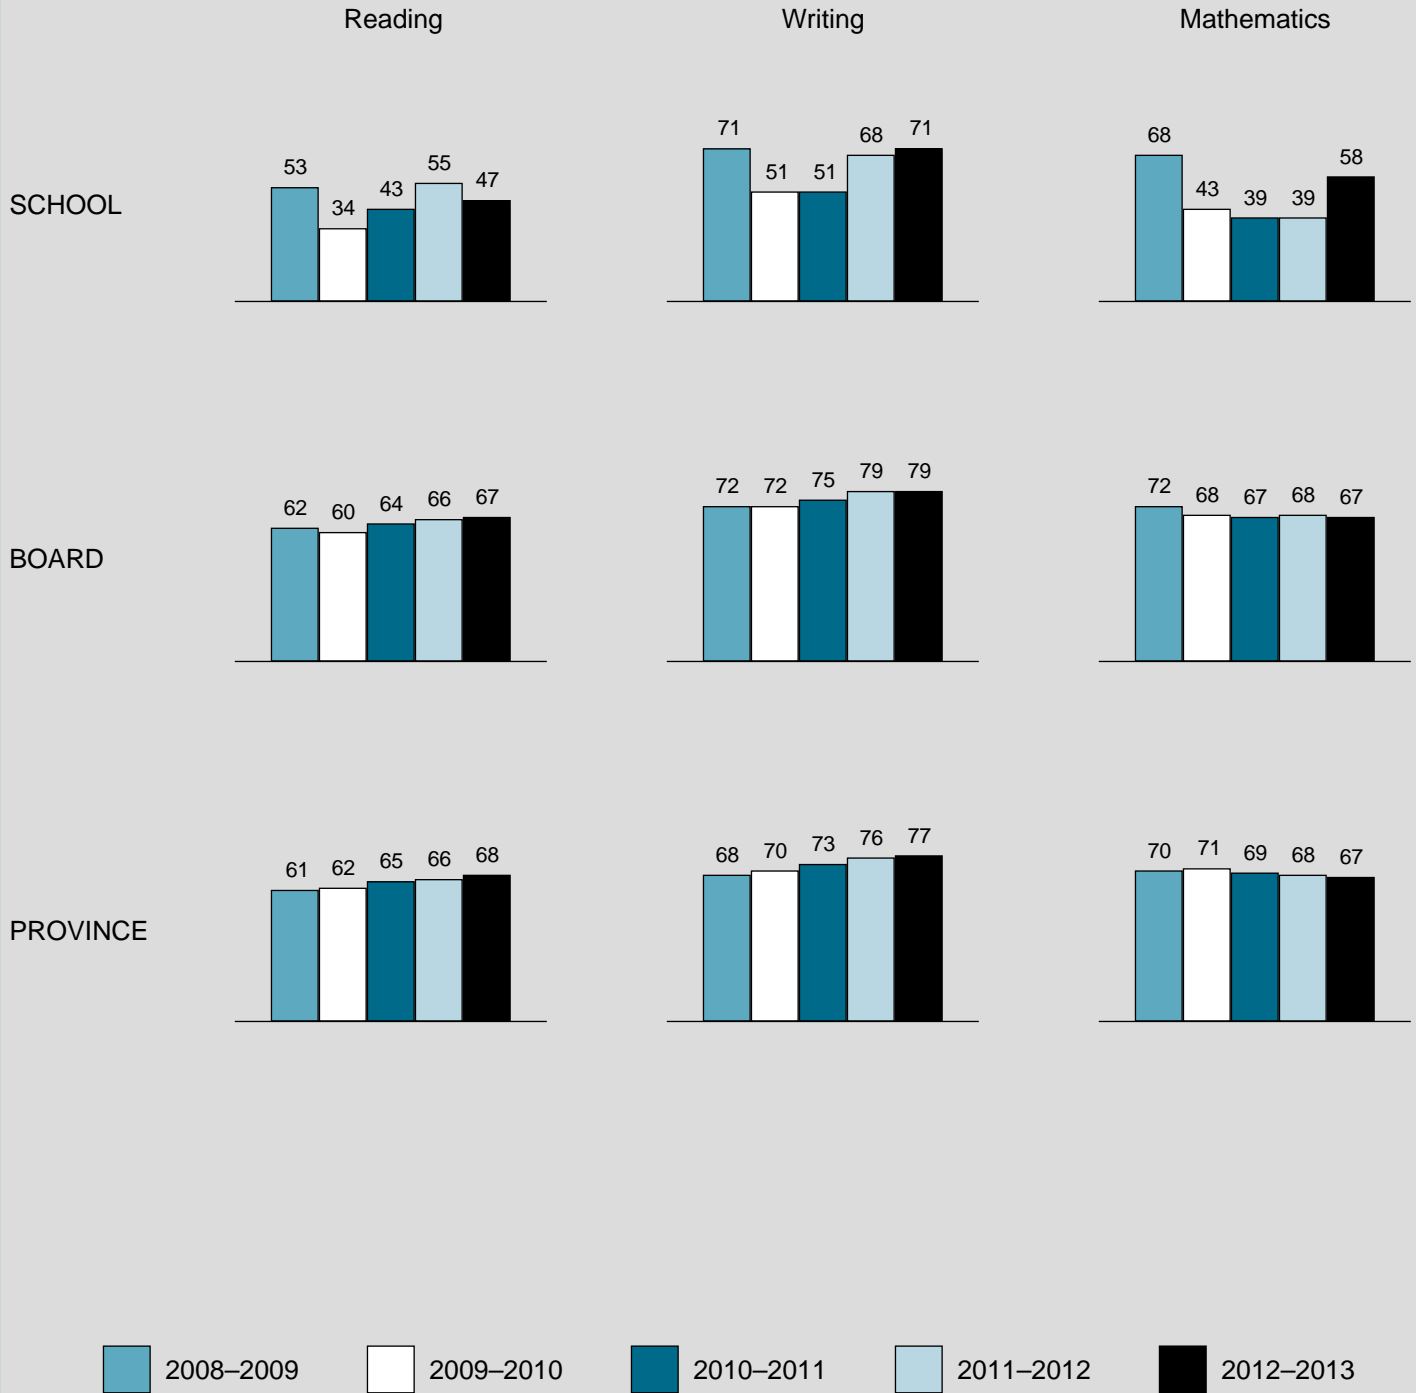 Reading Writing Mathematics
SCHOOL
53 34 43 55 47
71 51 51 68 71
68 43 39 39 58
BOARD
62 60 64 66 67
72 72 75 79 79
72 68 67 68 67
PROVINCE
61 62 65 66 68
68 70 73 76 77
70 71 69 68 67
2008–2009 2009–2010 2010–2011 2011–2012 2012–2013